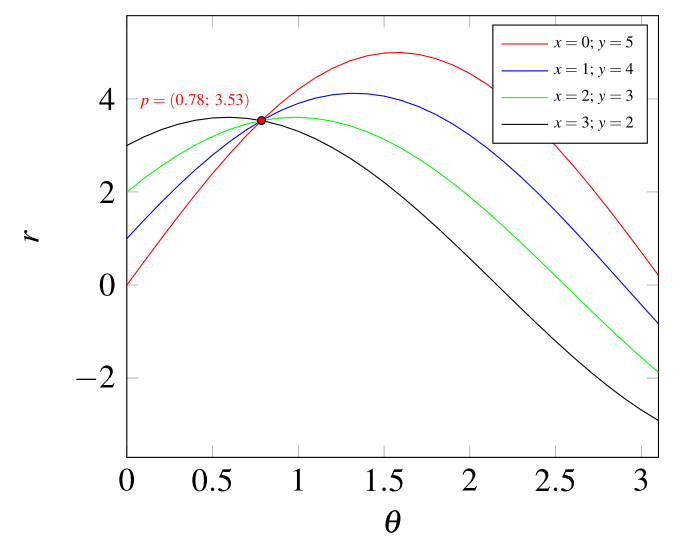 x = 0; y = 5
x = 1; y = 4
x = 2; y = 3
x = 3; y = 2
p = (0.78; 3.53)
4
2
0
−2
r
0 0.5 1 1.5 2 2.5 3
θ